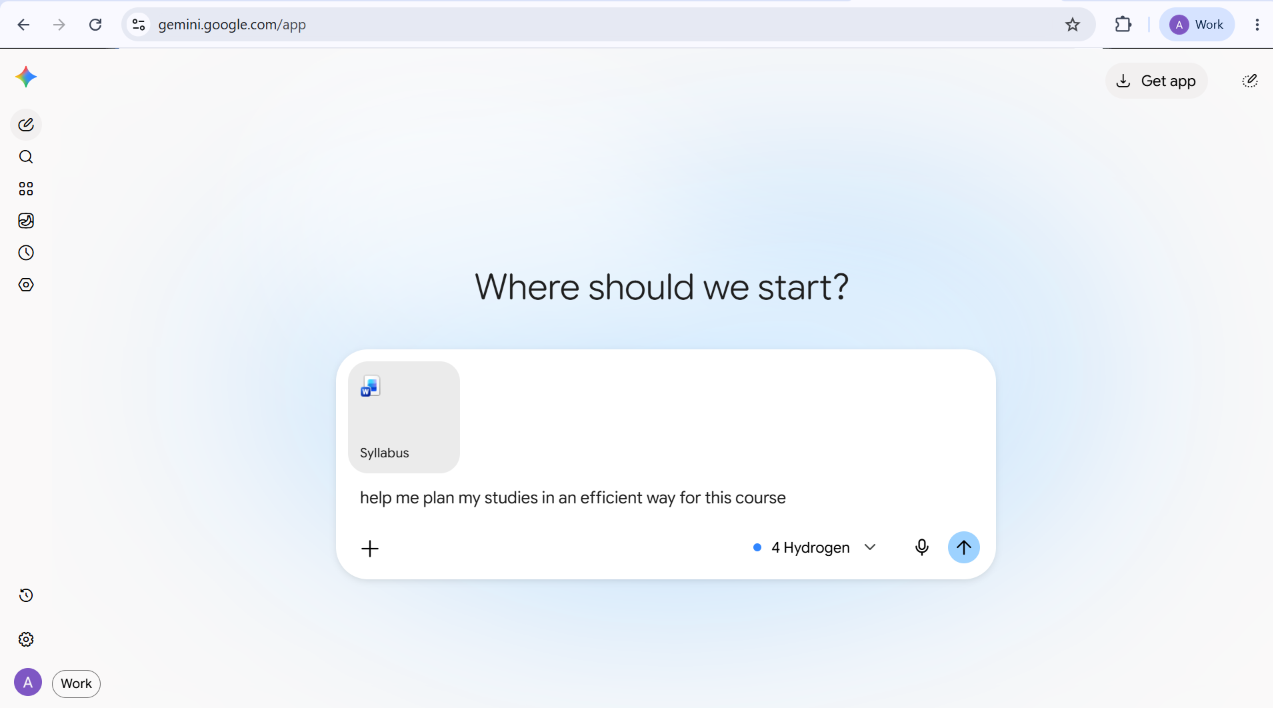 gemini.google.com/app
A
Work
Get app
Where should we start?
W
Syllabus
help me plan my studies in an efficient way for this course
4 Hydrogen
A
Work